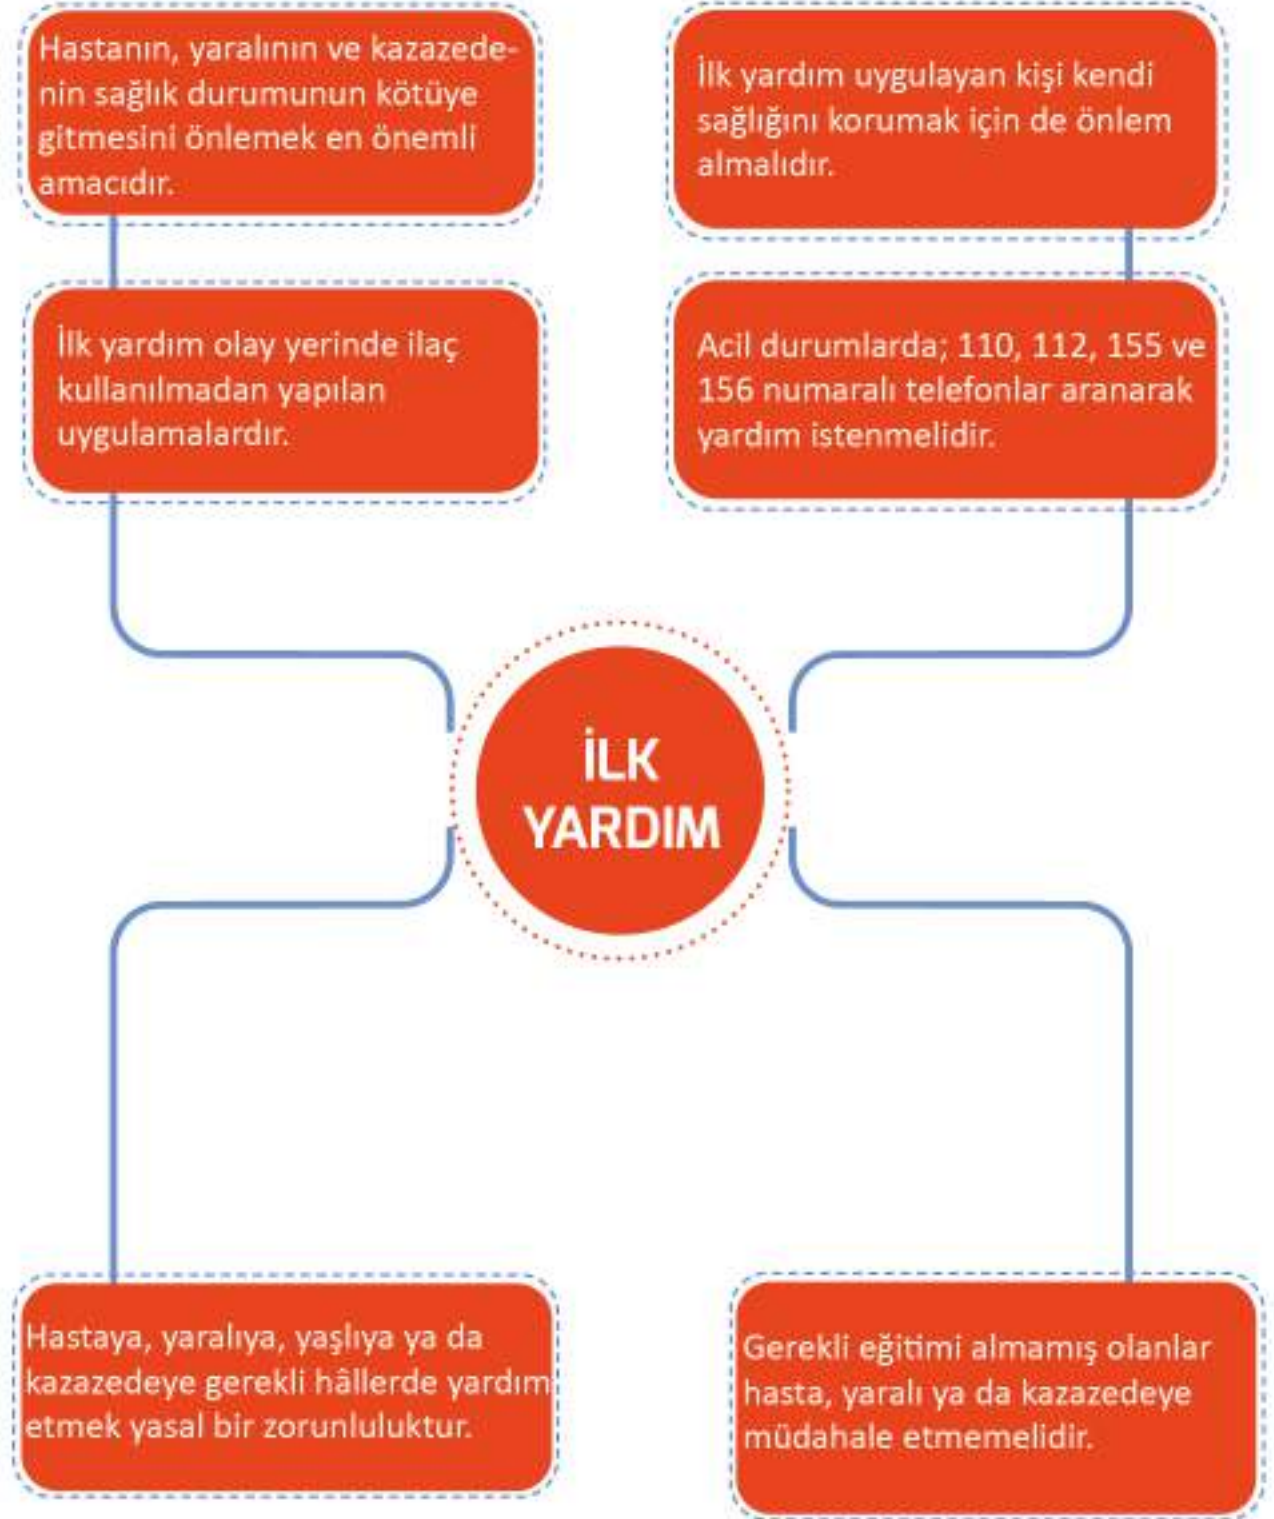 Hastanın, yaralının ve kazazede-
nin sağlık durumunun kötüye
gitmesini önlemek en önemli
amacıdır.
İlk yardım uygulayan kişi kendi
sağlığını korumak için de önlem
almalıdır.
İlk yardım olay yerinde ilaç
kullanılmadan yapılan
uygulamalardır.
Acil durumlarda; 110, 112, 155 ve
156 numaralı telefonlar aranarak
yardım istenmelidir.
İLK
YARDIM
Hastaya, yaralıya, yaşlıya ya da
kazazedeye gerekli hâllerde yardım
etmek yasal bir zorunluluktur.
Gerekli eğitimi almamış olanlar
hasta, yaralı ya da kazazedeye
müdahale etmemelidir.